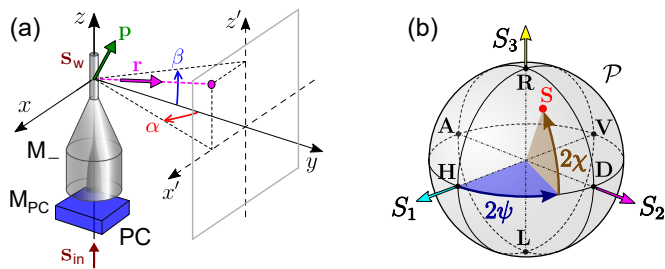 (a)
z
p
z'
s_w
r
β
x
α
M_
y
x'
M_PC
PC
s_in
(b)
S_3
𝒫
R
S
A
V
2χ
H
D
S_1
2ψ
S_2
L